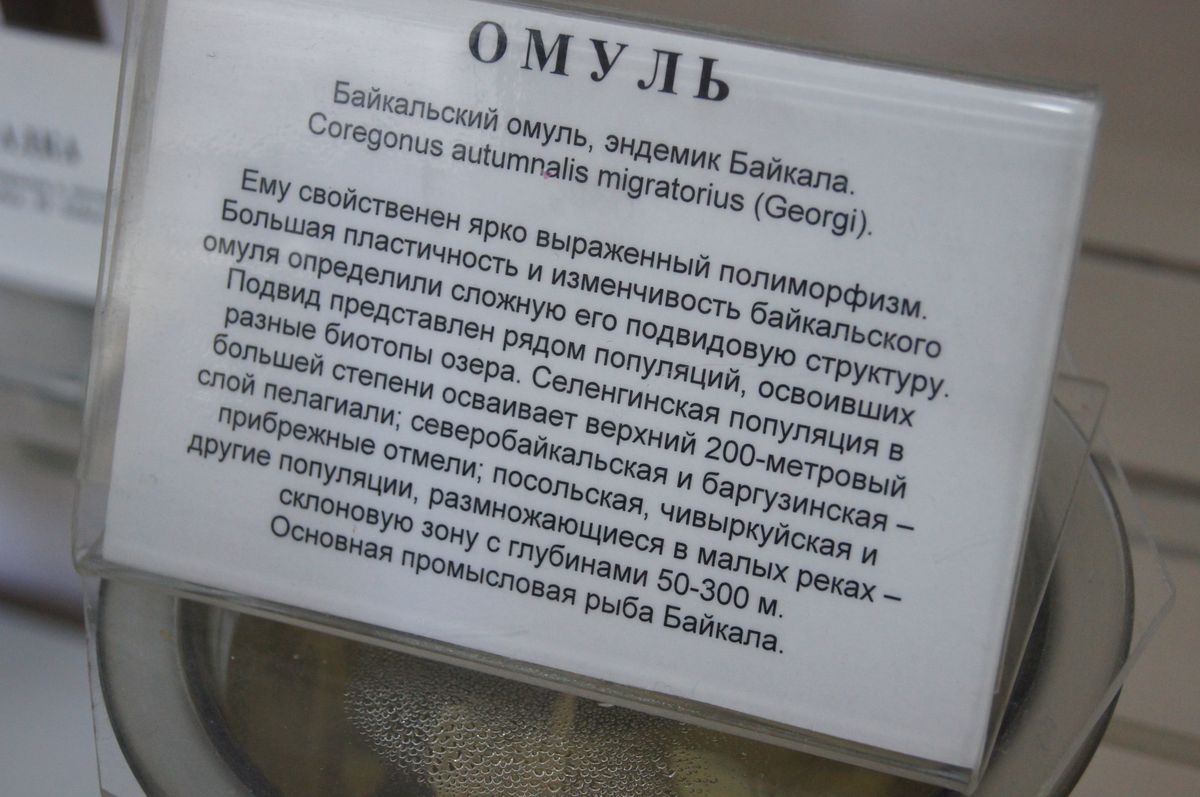 ОМУЛЬ
Байкальский омуль, эндемик Байкала.
Coregonus autumnalis migratorius (Georgi).
Ему свойственен ярко выраженный полиморфизм.
Большая пластичность и изменчивость байкальского
омуля определили сложную его подвидовую структуру.
Подвид представлен рядом популяций, освоивших
разные биотопы озера. Селенгинская популяция в
большей степени осваивает верхний 200-метровый
слой пелагиали; северобайкальская и баргузинская –
прибрежные отмели; посольская, чивыркуйская и
другие популяции, размножающиеся в малых реках –
склоновую зону с глубинами 50-300 м.
Основная промысловая рыба Байкала.